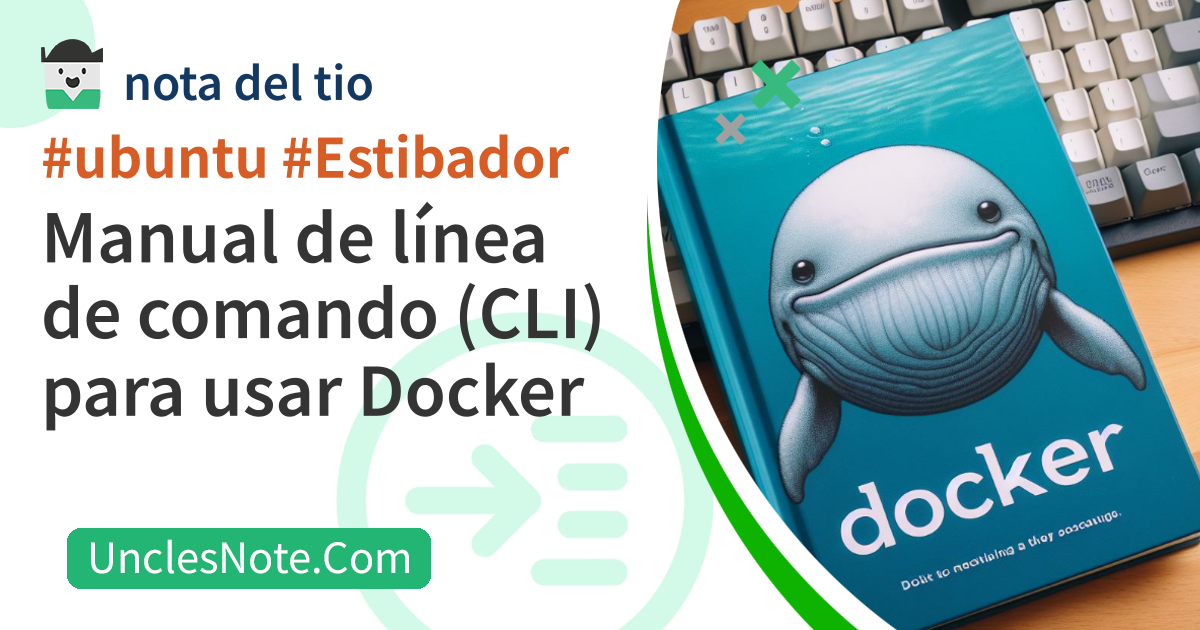 nota del tio
#ubuntu #Estibador
Manual de línea
de comando (CLI)
para usar Docker
UnclesNote.Com
docker